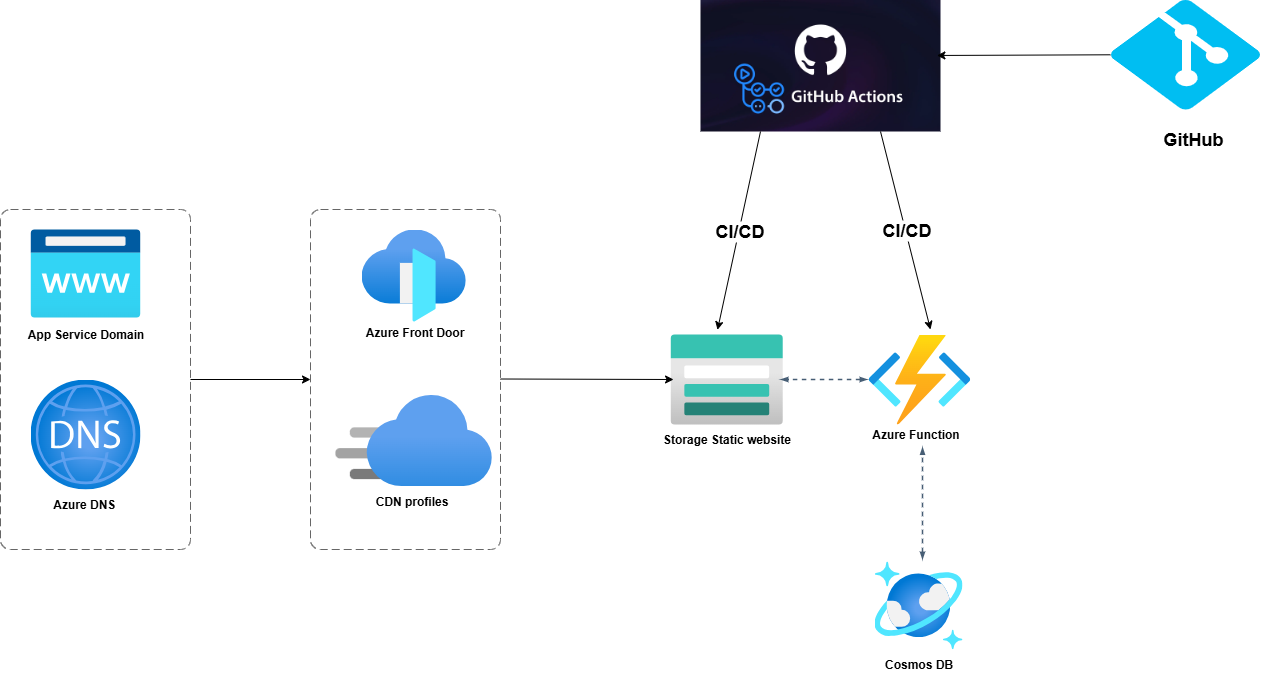 GitHub Actions
GitHub
CI/CD
CI/CD
WWW
App Service Domain
Azure Front Door
DNS
Azure DNS
CDN profiles
Storage Static website
Azure Function
Cosmos DB